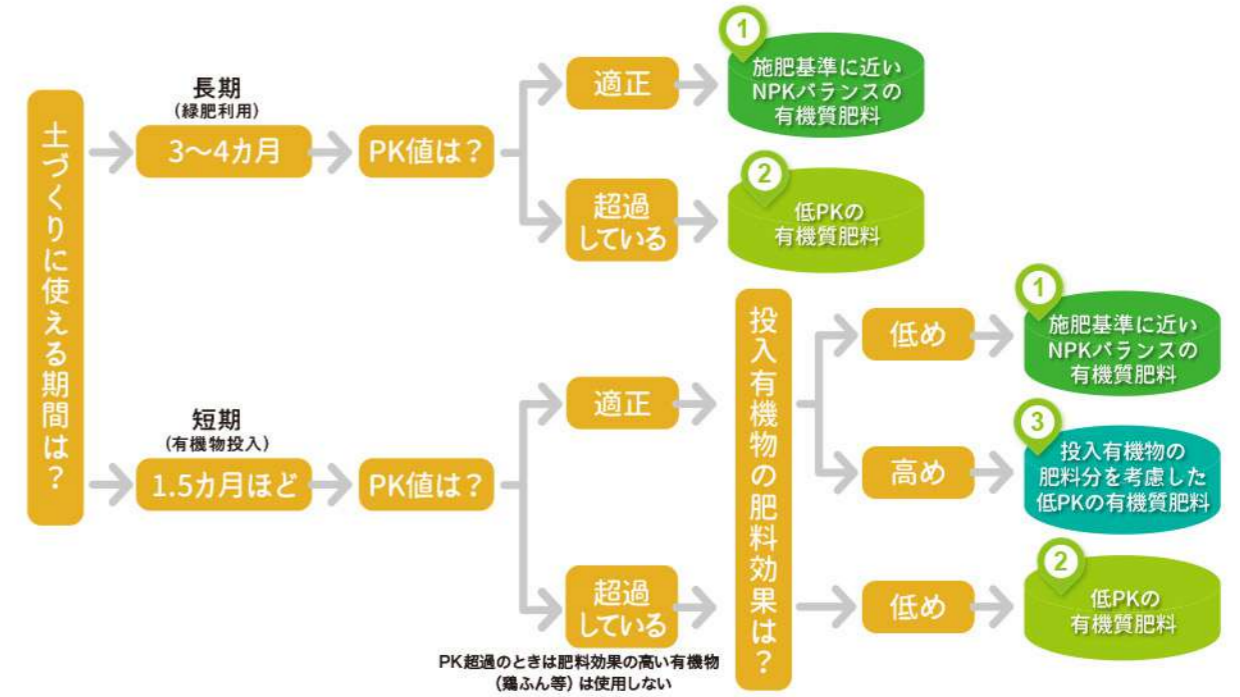 土づくりに使える期間は？
長期
（緑肥利用）
3〜4カ月
PK値は？
適正
1
施肥基準に近い
NPKバランスの
有機質肥料
超過
している
2
低PKの
有機質肥料
短期
（有機物投入）
1.5カ月ほど
PK値は？
適正
超過
している
PK超過のときは肥料効果の高い有機物
（鶏ふん等）は使用しない
投入有機物の肥料効果は？
低め
1
施肥基準に近い
NPKバランスの
有機質肥料
高め
3
投入有機物の
肥料分を考慮した
低PKの有機質肥料
低め
2
低PKの
有機質肥料